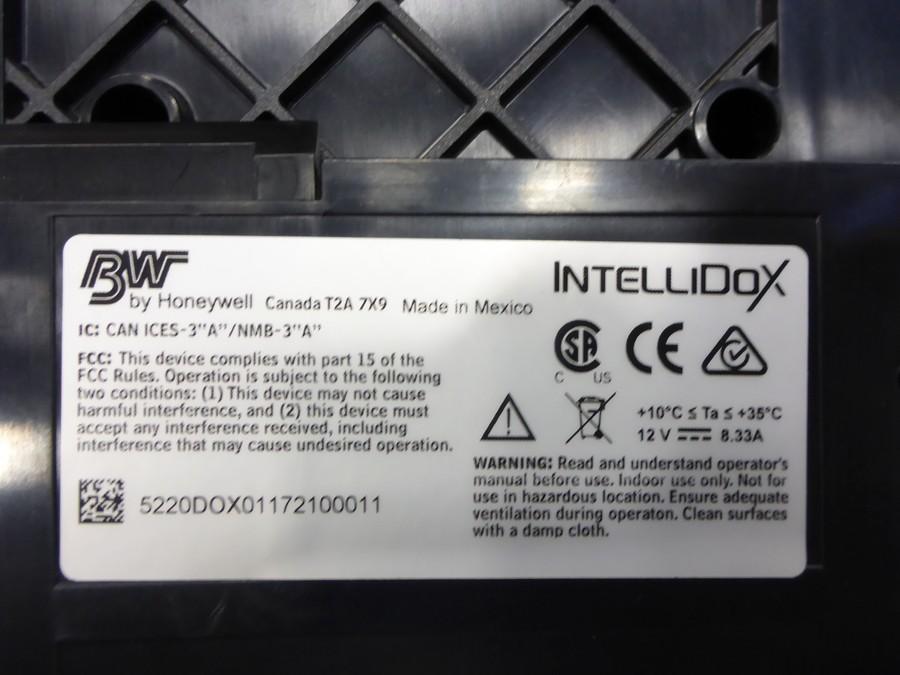 BW
by Honeywell Canada T2A 7X9 Made in Mexico
IC: CAN ICES-3"A"/NMB-3"A"
FCC: This device complies with part 15 of the
FCC Rules. Operation is subject to the following
two conditions: (1) This device may not cause
harmful interference, and (2) this device must
accept any interference received, including
interference that may cause undesired operation.
5220DOX01172100011
INTELLIDOX
C SA US CE
+10°C ≤ Ta ≤ +35°C
12 V 8.33A
WARNING: Read and understand operator's
manual before use. Indoor use only. Not for
use in hazardous location. Ensure adequate
ventilation during operaton. Clean surfaces
with a damp cloth.